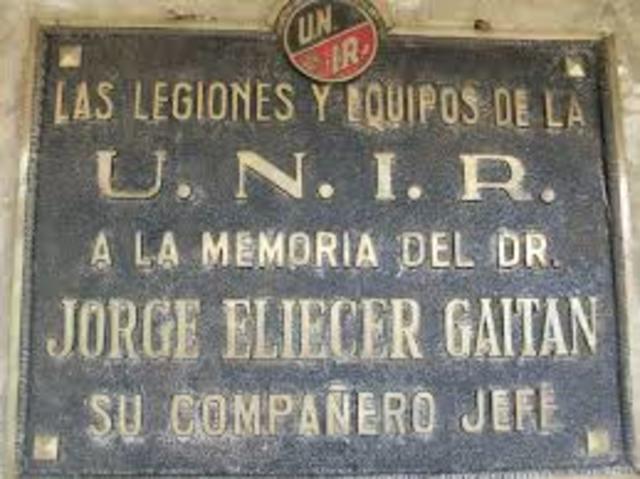 UN
IR
LAS LEGIONES Y EQUIPOS DE LA
U. N. I. R.
A LA MEMORIA DEL DR.
JORGE ELIECER GAITAN
SU COMPAÑERO JEFE